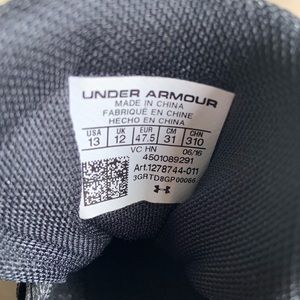 UNDER ARMOUR
MADE IN CHINA
FABRIQUÉ EN CHINE
HECHO EN CHINA
USA UK EUR CM CHN
13 12 47.5 31 310
VC HN 06/16
4501089291
Art.1278744-011
3GRTD8GP00066